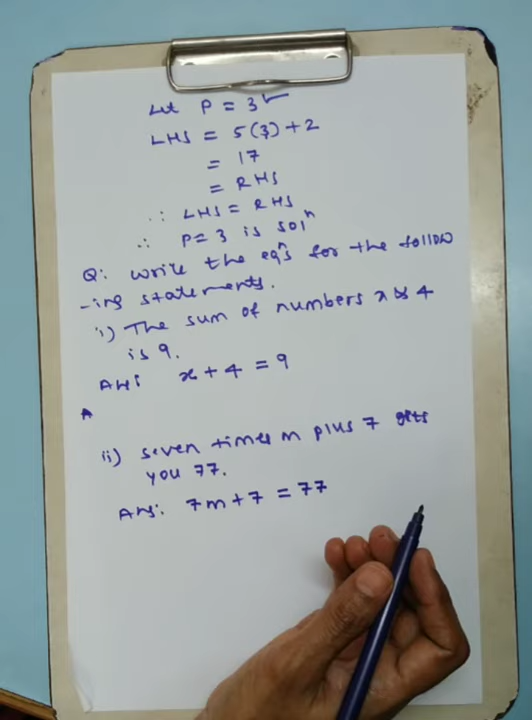 Let P = 3 ✓
LHS = 5(3) + 2
= 17
= RHS
∴ LHS = RHS
∴ P = 3 is solⁿ
Q: write the eqⁿs for the follow
-ing statements.
i) The sum of numbers x & 4
is 9.
Ans: x + 4 = 9
A
ii) seven times m plus 7 gets
you 77.
Ans: 7m + 7 = 77